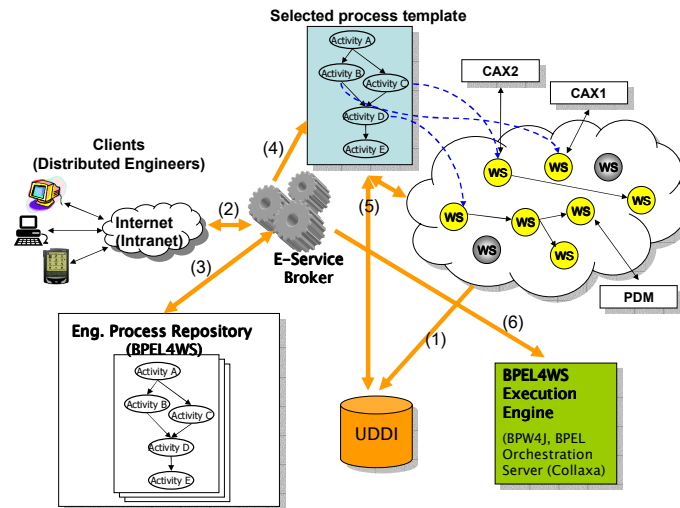 Selected process template
Activity A
Activity B
Activity C
Activity D
Activity E
CAX2
CAX1
Clients
(Distributed Engineers)
(4)
WS
WS
WS
WS
WS
WS
WS
WS
WS
Internet
(Intranet)
(2)
(5)
E-Service
Broker
(3)
PDM
Eng. Process Repository
(BPEL4WS)
Activity A
Activity B
Activity C
Activity D
Activity E
(1)
(6)
UDDI
BPEL4WS
Execution
Engine
(BPW4J, BPEL
Orchestration
Server (Collaxa)